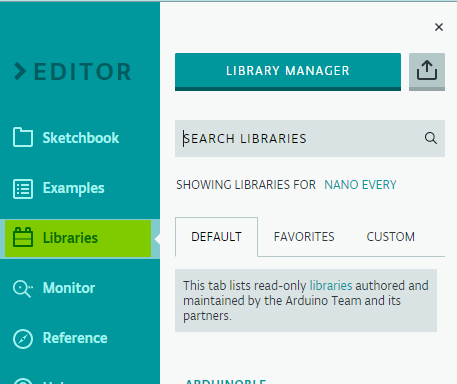 EDITOR
Sketchbook
Examples
Libraries
Monitor
Reference
LIBRARY MANAGER
SEARCH LIBRARIES
SHOWING LIBRARIES FOR NANO EVERY
DEFAULT FAVORITES CUSTOM
This tab lists read-only libraries authored and
maintained by the Arduino Team and its
partners.